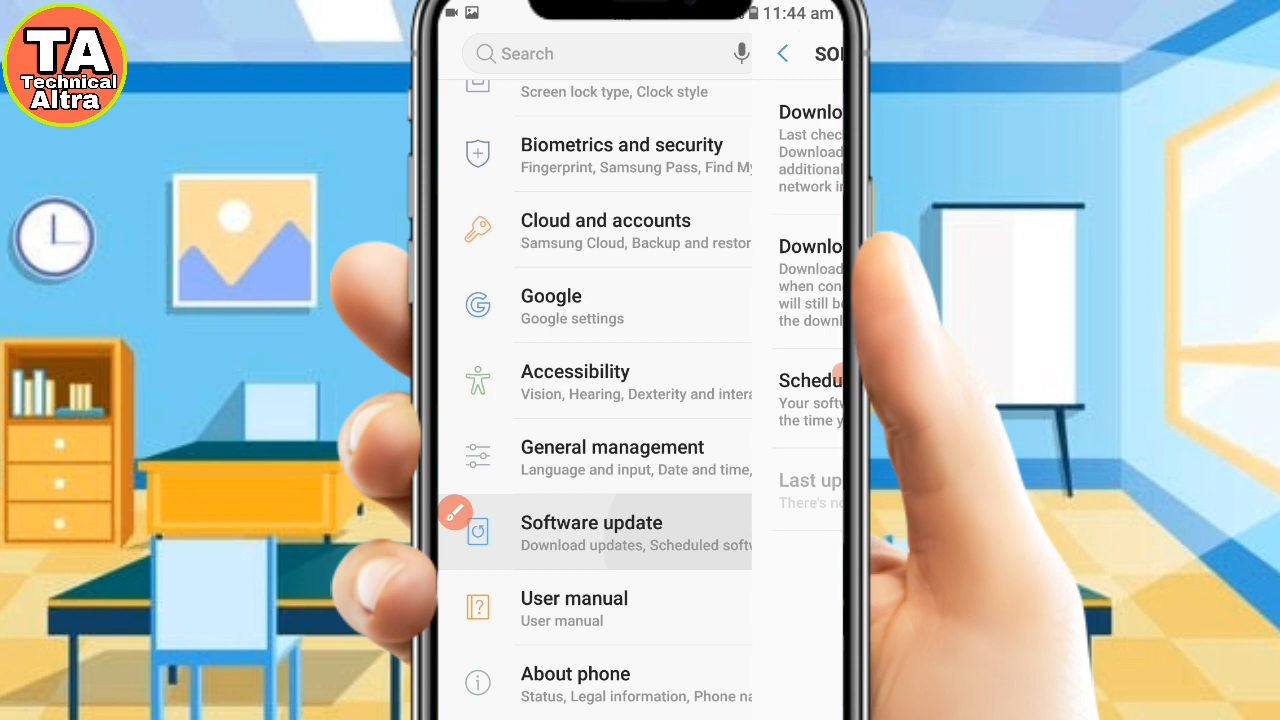 TA
Technical
Altra
11:44 am
Search
Screen lock type, Clock style
Biometrics and security
Fingerprint, Samsung Pass, Find My
Cloud and accounts
Samsung Cloud, Backup and restor
Google
Google settings
Accessibility
Vision, Hearing, Dexterity and intera
General management
Language and input, Date and time,
Software update
Download updates, Scheduled softw
User manual
User manual
About phone
Status, Legal information, Phone na
SO
Downlo
Last chec
Download
additional
network in
Downlo
Download
when con
will still be
the downl
Schedu
Your softw
the time y
Last up
There's no